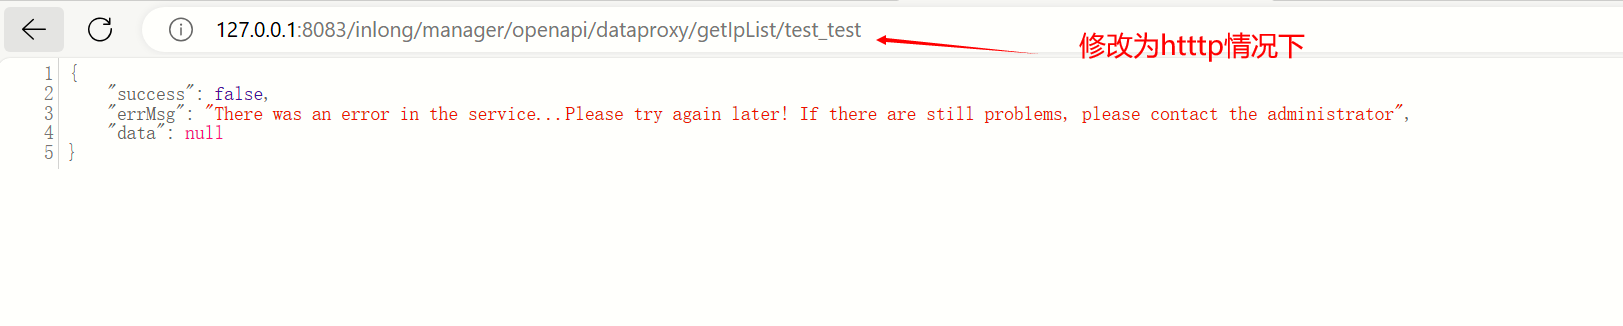 127.0.0.1:8083/inlong/manager/openapi/dataproxy/getIpList/test_test
修改为htttp情况下
1 {
2 "success": false,
3 "errMsg": "There was an error in the service...Please try again later! If there are still problems, please contact the administrator",
4 "data": null
5 }